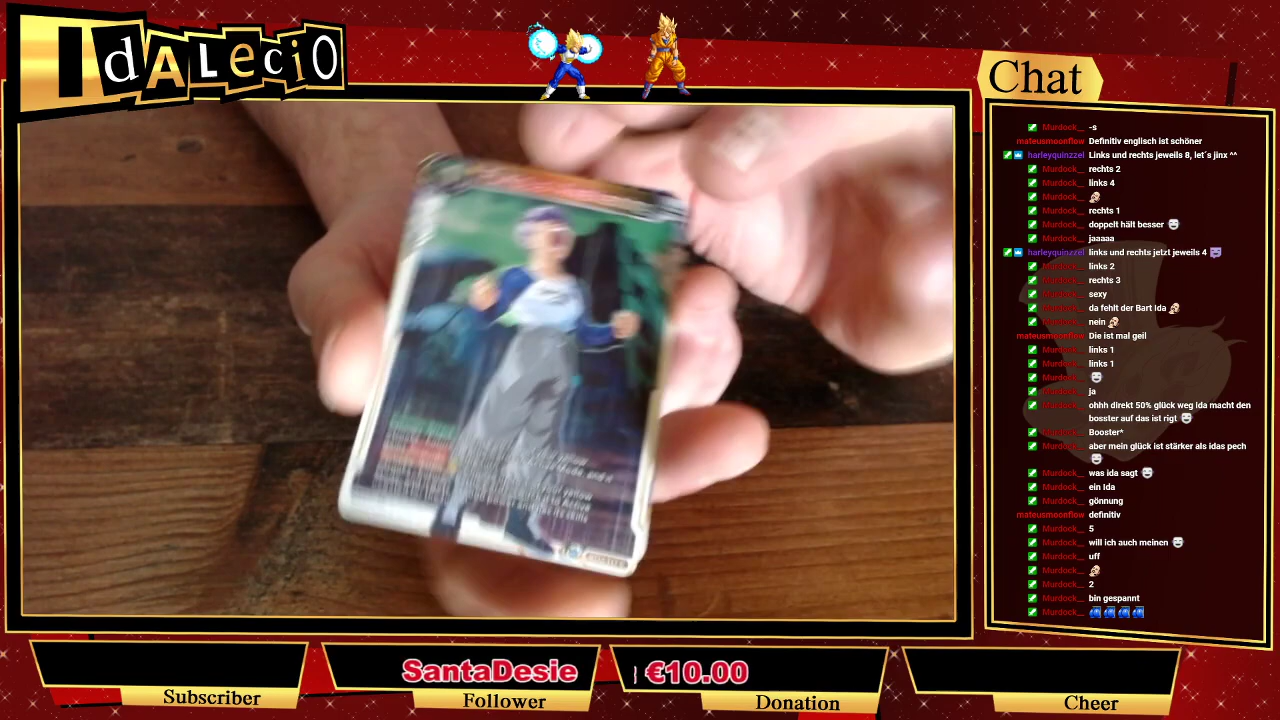 IdALeciO
Chat
Murdock__ -s
mateusmoonflow Definitiv englisch ist schöner
harleyquinzzel Links und rechts jeweils 8, let´s jinx ^^
Murdock__ rechts 2
Murdock__ links 4
Murdock__
Murdock__ rechts 1
Murdock__ doppelt hält besser
Murdock__ jaaaaa
harleyquinzzel links und rechts jetzt jeweils 4
Murdock__ links 2
Murdock__ rechts 3
Murdock__ sexy
Murdock__ da fehlt der Bart Ida
Murdock__ nein
mateusmoonflow Die ist mal geil
Murdock__ links 1
Murdock__ links 1
Murdock__
Murdock__ ja
Murdock__ ohhh direkt 50% glück weg Ida macht den
booster auf das ist rigt
Murdock__ Booster*
Murdock__ aber mein glück ist stärker als idas pech
Murdock__ was ida sagt
Murdock__ ein Ida
Murdock__ gönnung
mateusmoonflow definitiv
Murdock__ 5
Murdock__ will ich auch meinen
Murdock__ uff
Murdock__
Murdock__ 2
Murdock__ bin gespannt
Murdock__
SantaDesie
€10.00
Subscriber
Follower
Donation
Cheer